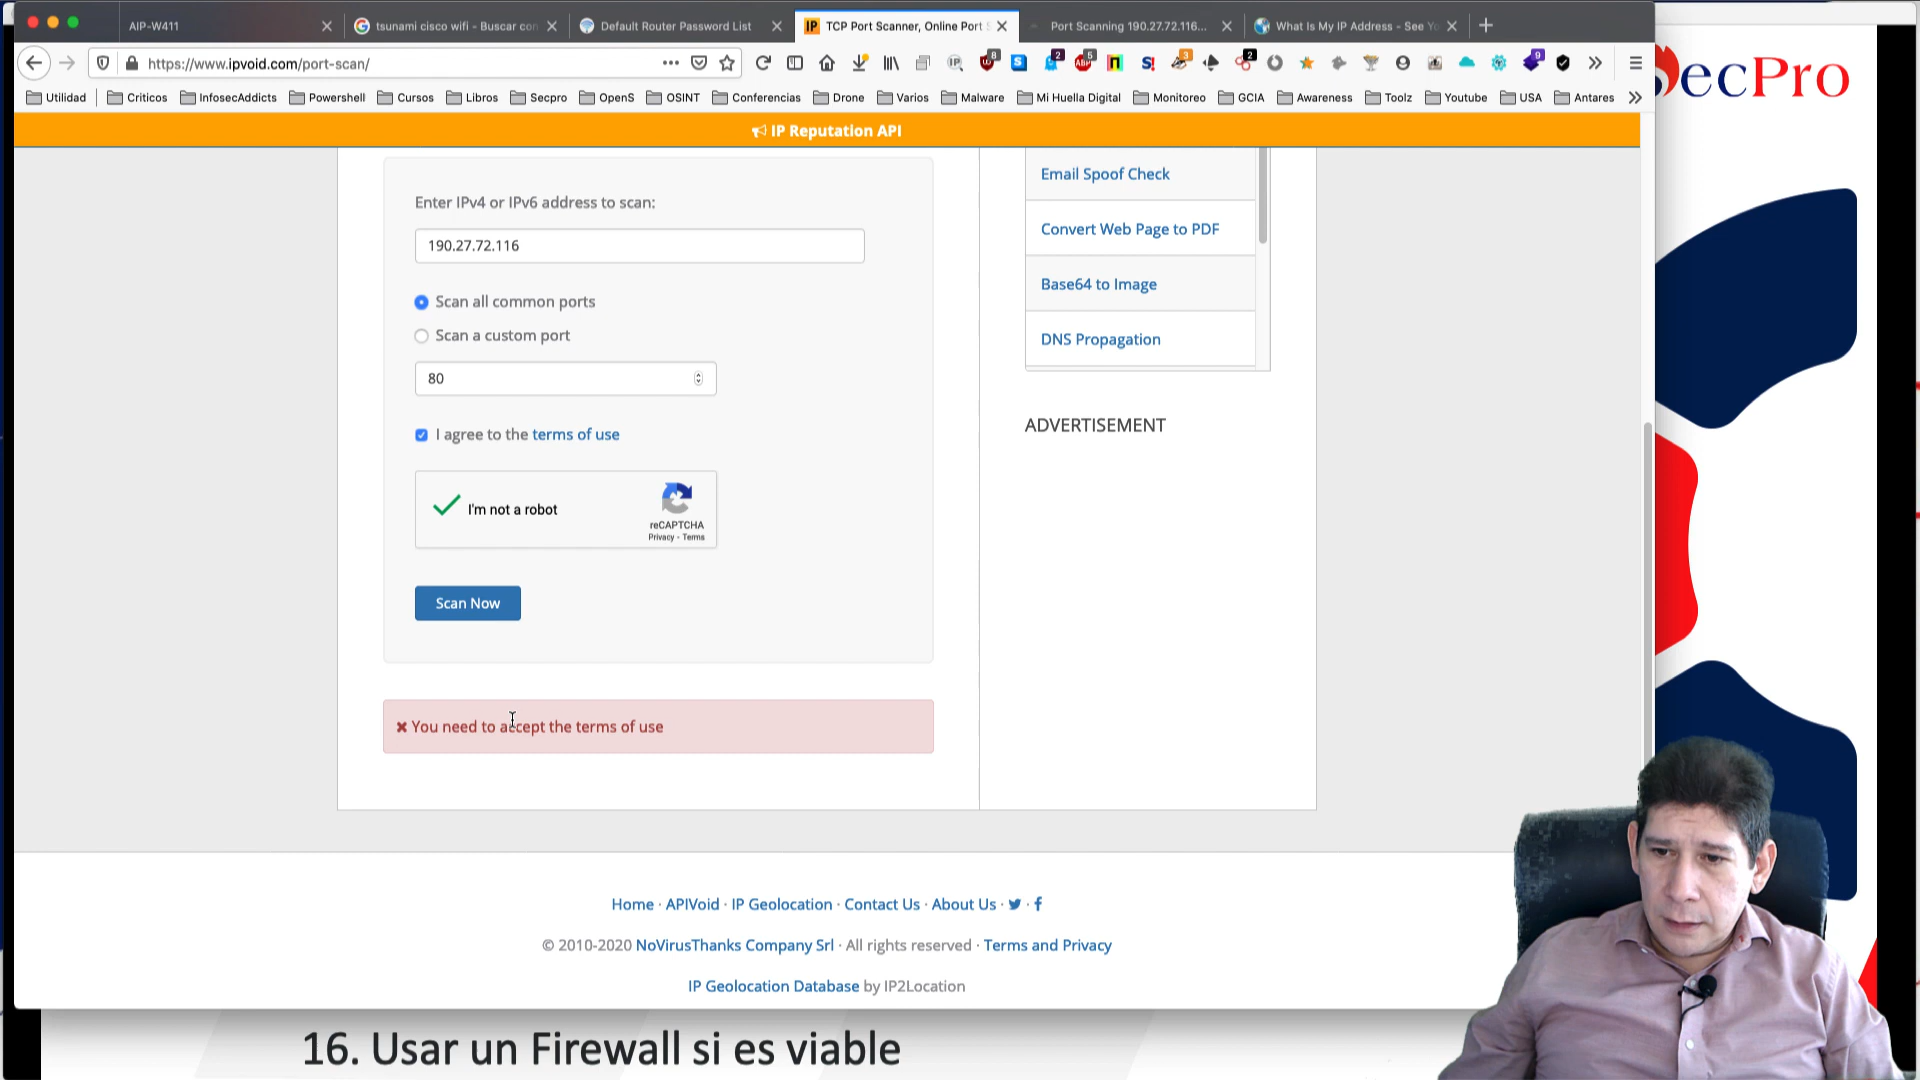 AIP-W411
tsunami cisco wifi - Buscar con
Default Router Password List
IP TCP Port Scanner, Online Port S
Port Scanning 190.27.72.116...
What Is My IP Address - See Yo
https://www.ipvoid.com/port-scan/
Utilidad Criticos InfosecAddicts Powershell Cursos Libros Secpro OpenS OSINT Conferencias Drone Varios Malware Mi Huella Digital Monitoreo GCIA Awareness Toolz Youtube USA Antares
ecPro
IP Reputation API
Enter IPv4 or IPv6 address to scan:
190.27.72.116
Scan all common ports
Scan a custom port
80
I agree to the terms of use
I'm not a robot
reCAPTCHA
Privacy - Terms
Scan Now
You need to accept the terms of use
Email Spoof Check
Convert Web Page to PDF
Base64 to Image
DNS Propagation
ADVERTISEMENT
Home · APIVoid · IP Geolocation · Contact Us · About Us ·
© 2010-2020 NoVirusThanks Company Srl · All rights reserved · Terms and Privacy
IP Geolocation Database by IP2Location
16. Usar un Firewall si es viable